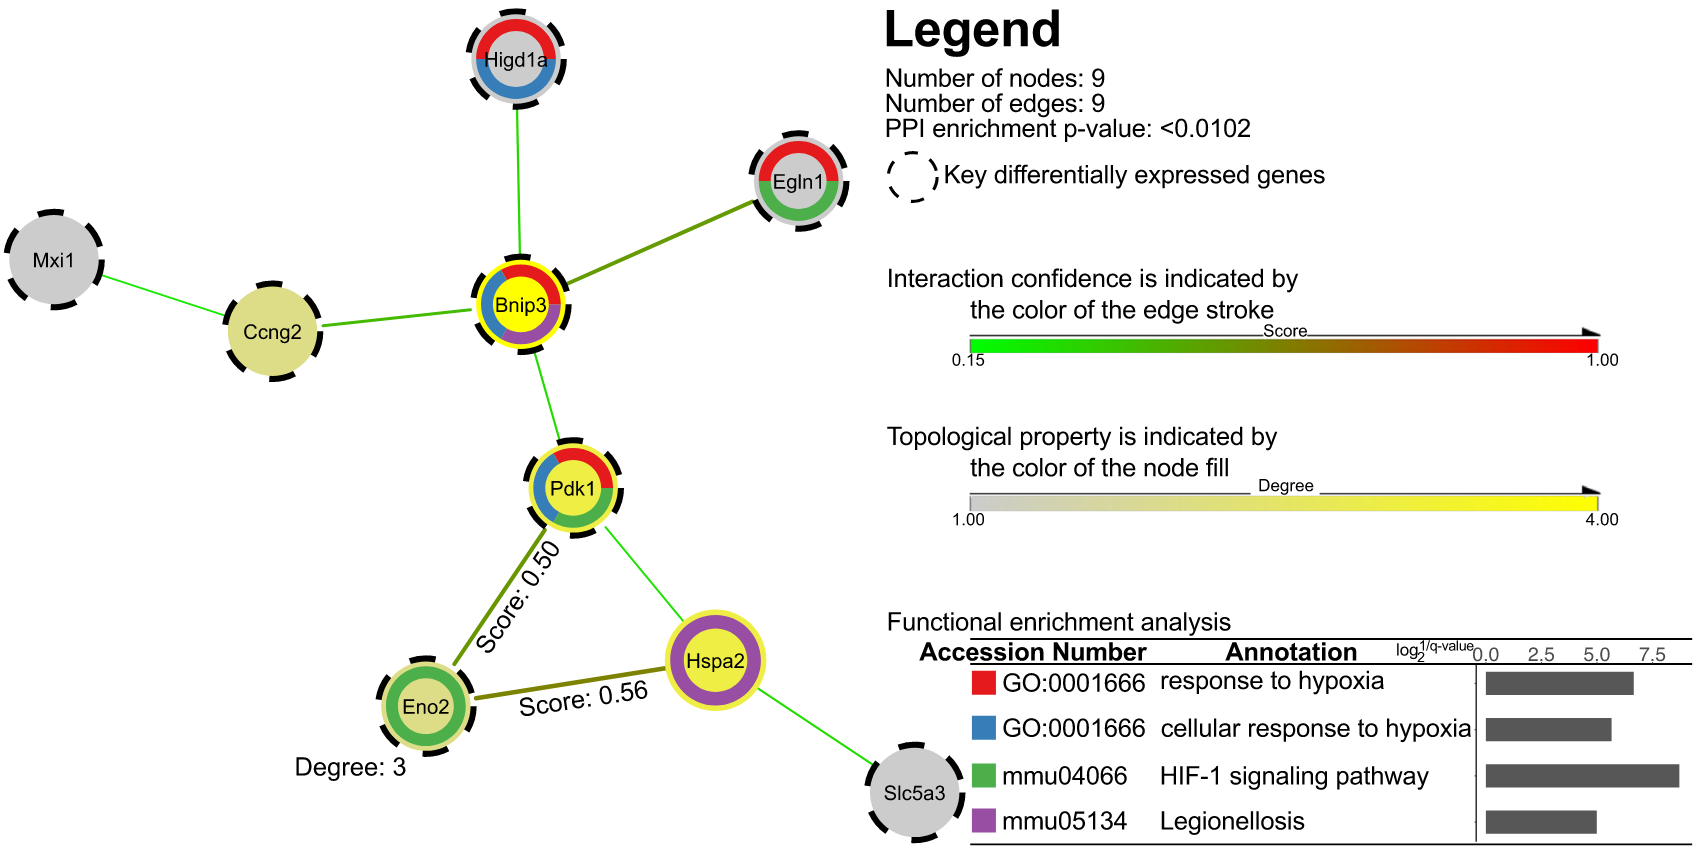 Higd1a
Egln1
Mxi1
Ccng2
Bnip3
Pdk1
Score: 0.50
Hspa2
Eno2
Score: 0.56
Degree: 3
Slc5a3
Legend
Number of nodes: 9
Number of edges: 9
PPI enrichment p-value: <0.0102
Key differentially expressed genes
Interaction confidence is indicated by
the color of the edge stroke
Score
0.15 1.00
Topological property is indicated by
the color of the node fill
Degree
1.00 4.00
Functional enrichment analysis
Accession Number Annotation log2 1/q-value 0.0 2.5 5.0 7.5
GO:0001666 response to hypoxia
GO:0001666 cellular response to hypoxia
mmu04066 HIF-1 signaling pathway
mmu05134 Legionellosis